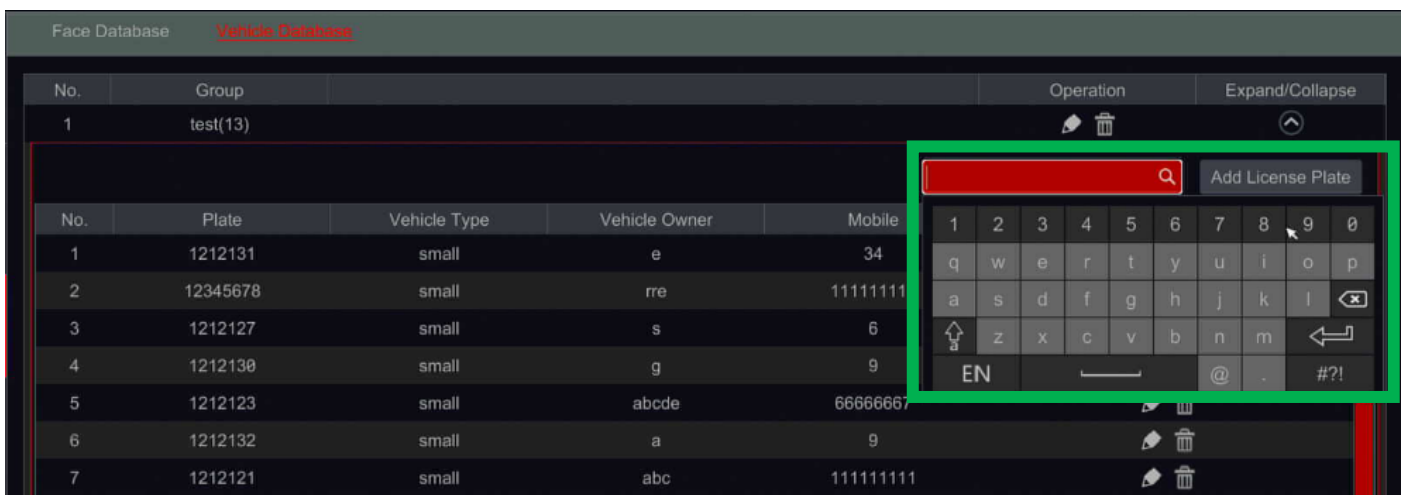 Face Database Vehicle Database
No. Group Operation Expand/Collapse
1 test(13)
Add License Plate
No. Plate Vehicle Type Vehicle Owner Mobile
1 1212131 small e 34
2 12345678 small rre 11111111
3 1212127 small s 6
4 1212130 small g 9
5 1212123 small abcde 66666667
6 1212132 small a 9
7 1212121 small abc 111111111
1 2 3 4 5 6 7 8 9 0
q w e r t y u i o p
a s d f g h j k l
a z x c v b n m
EN @ . #?!